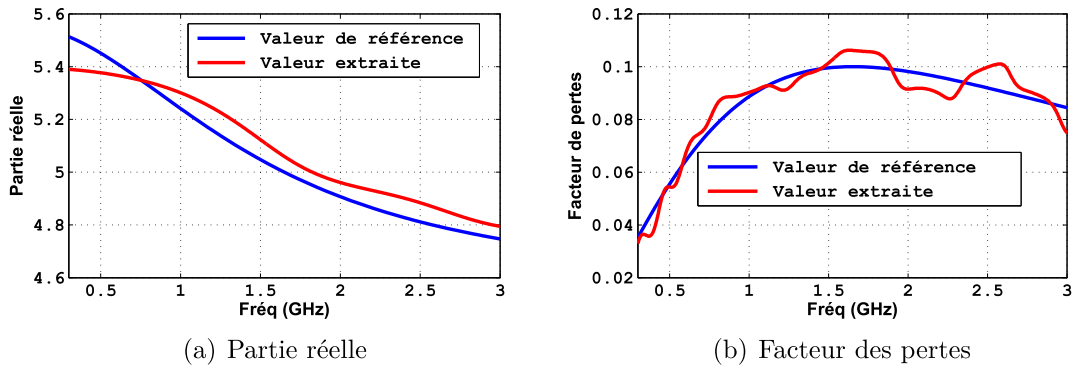 5.6
5.4
5.2
5
4.8
4.6
Partie réelle
Valeur de référence
Valeur extraite
0.5 1 1.5 2 2.5 3
Fréq (GHz)
(a) Partie réelle
0.12
0.1
0.08
0.06
0.04
0.02
Facteur de pertes
Valeur de référence
Valeur extraite
0.5 1 1.5 2 2.5 3
Fréq (GHz)
(b) Facteur des pertes